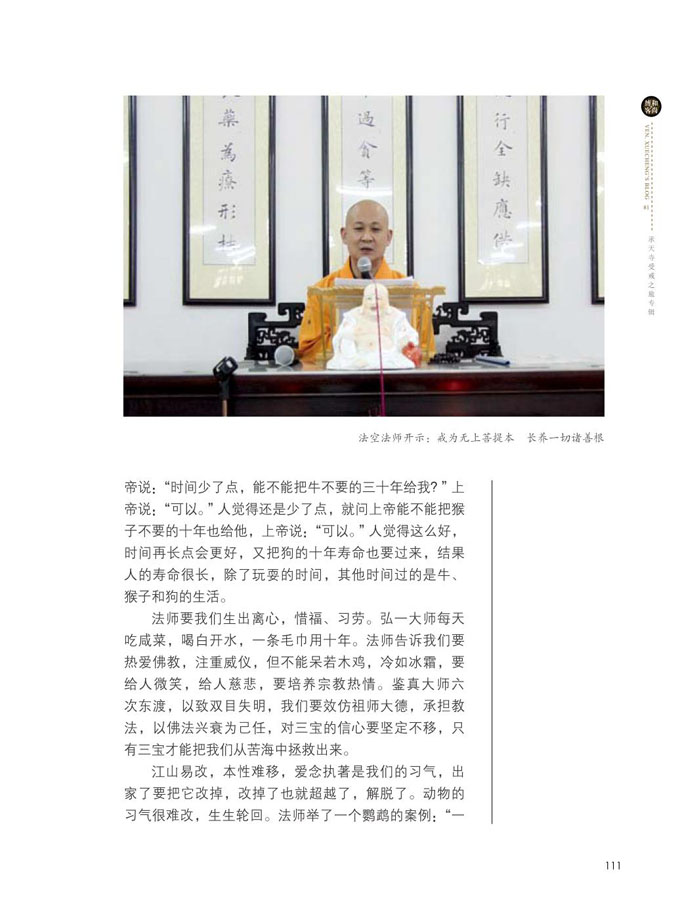 藥為療形枯
過貪等
行全缺應供
和尚
博客
VEN. XUECHENG'S BLOG
承天寺受戒之旅专辑
法空法师开示：戒为无上菩提本 长养一切诸善根
帝说：“时间少了点，能不能把牛不要的三十年给我？”上
帝说：“可以。”人觉得还是少了点，就问上帝能不能把猴
子不要的十年也给他，上帝说：“可以。”人觉得这么好，
时间再长点会更好，又把狗的十年寿命也要过来，结果
人的寿命很长，除了玩耍的时间，其他时间过的是牛、
猴子和狗的生活。
法师要我们生出离心，惜福、习劳。弘一大师每天
吃咸菜，喝白开水，一条毛巾用十年。法师告诉我们要
热爱佛教，注重威仪，但不能呆若木鸡，冷如冰霜，要
给人微笑，给人慈悲，要培养宗教热情。鉴真大师六
次东渡，以致双目失明，我们要效仿祖师大德，承担教
法，以佛法兴衰为己任，对三宝的信心要坚定不移，只
有三宝才能把我们从苦海中拯救出来。
江山易改，本性难移，爱念执著是我们的习气，出
家了要把它改掉，改掉了也就超越了，解脱了。动物的
习气很难改，生生轮回。法师举了一个鹦鹉的案例：“一
111